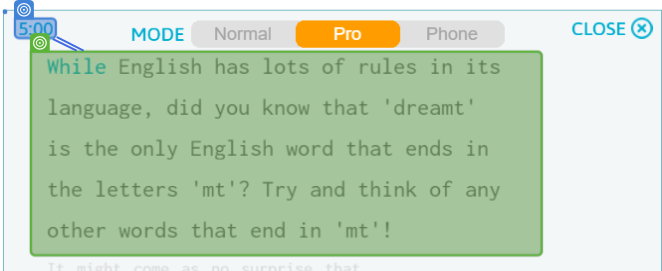 5:00
MODE Normal Pro Phone CLOSE
While English has lots of rules in its
language, did you know that 'dreamt'
is the only English word that ends in
the letters 'mt'? Try and think of any
other words that end in 'mt'!
It might come as no surprise that